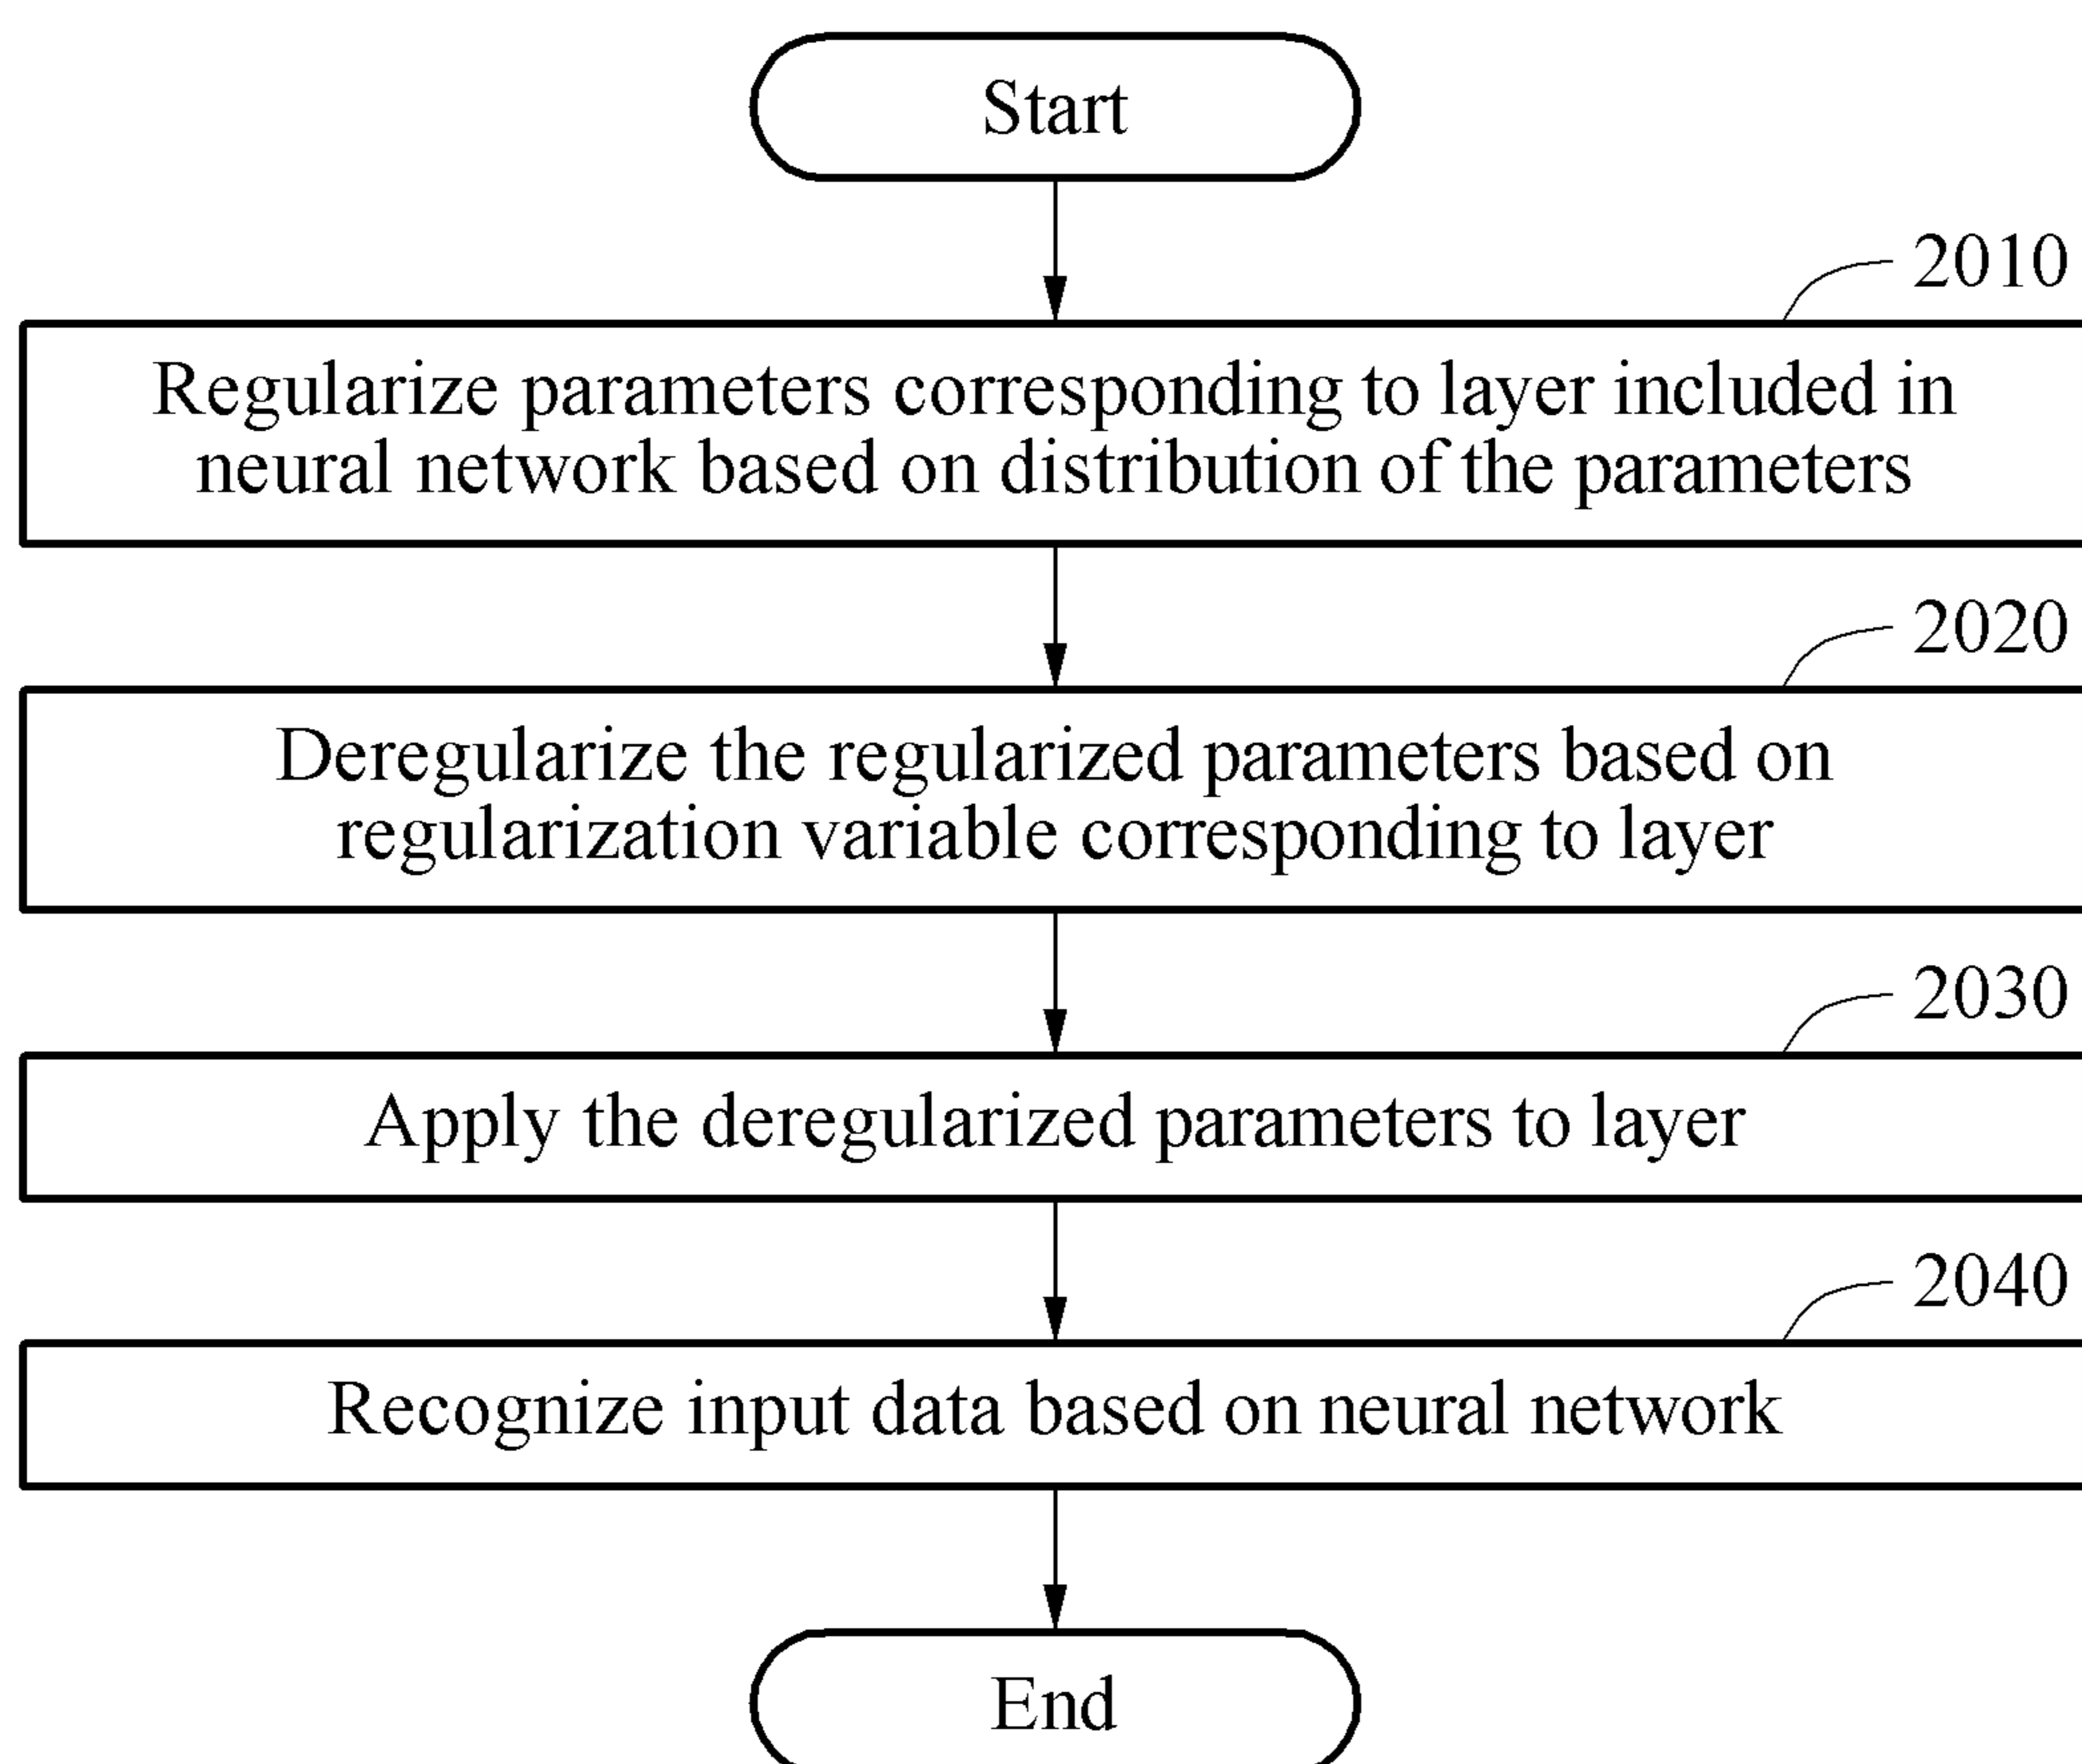 Start
2010
Regularize parameters corresponding to layer included in
neural network based on distribution of the parameters
2020
Deregularize the regularized parameters based on
regularization variable corresponding to layer
2030
Apply the deregularized parameters to layer
2040
Recognize input data based on neural network
End